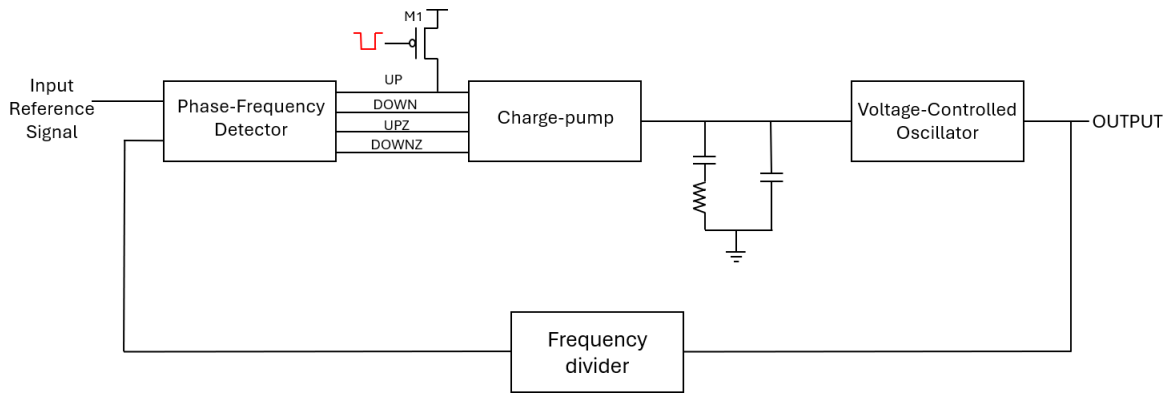 M1
Input
Reference
Signal
Phase-Frequency
Detector
UP
DOWN
UPZ
DOWNZ
Charge-pump
Voltage-Controlled
Oscillator
OUTPUT
Frequency
divider